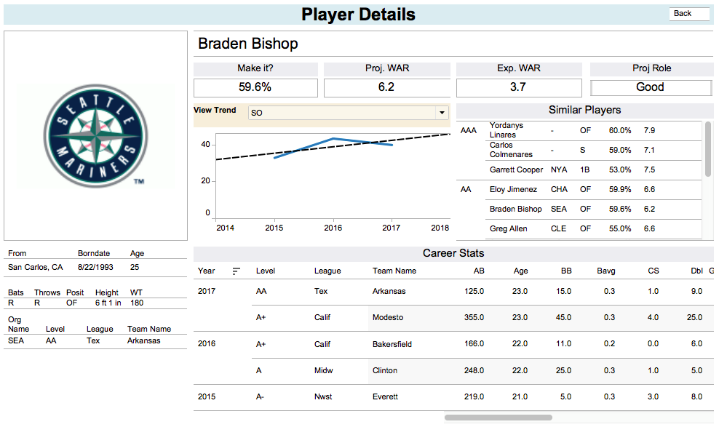 Player Details
Back
SEATTLE
MARINERS
TM
Braden Bishop
Make it? Proj. WAR Exp. WAR Proj Role
59.6% 6.2 3.7 Good
View Trend SO
40
20
0
2014 2015 2016 2017 2018
Similar Players
AAA Yordanys Linares - OF 60.0% 7.9
Carlos Colmenares - S 59.0% 7.1
Garrett Cooper NYA 1B 53.0% 7.5
AA Eloy Jimenez CHA OF 59.9% 6.6
Braden Bishop SEA OF 59.6% 6.2
Greg Allen CLE OF 55.0% 6.6
From Borndate Age
San Carlos, CA 8/22/1993 25
Bats Throws Posit Height WT
R R OF 6 ft 1 in 180
Org Name Level League Team Name
SEA AA Tex Arkansas
Career Stats
Year Level League Team Name AB Age BB Bavg CS Dbl G
2017 AA Tex Arkansas 125.0 23.0 15.0 0.3 1.0 9.0
A+ Calif Modesto 355.0 23.0 45.0 0.3 4.0 25.0
2016 A+ Calif Bakersfield 166.0 22.0 11.0 0.2 0.0 6.0
A Midw Clinton 248.0 22.0 25.0 0.3 1.0 5.0
2015 A- Nwst Everett 219.0 21.0 5.0 0.3 3.0 8.0